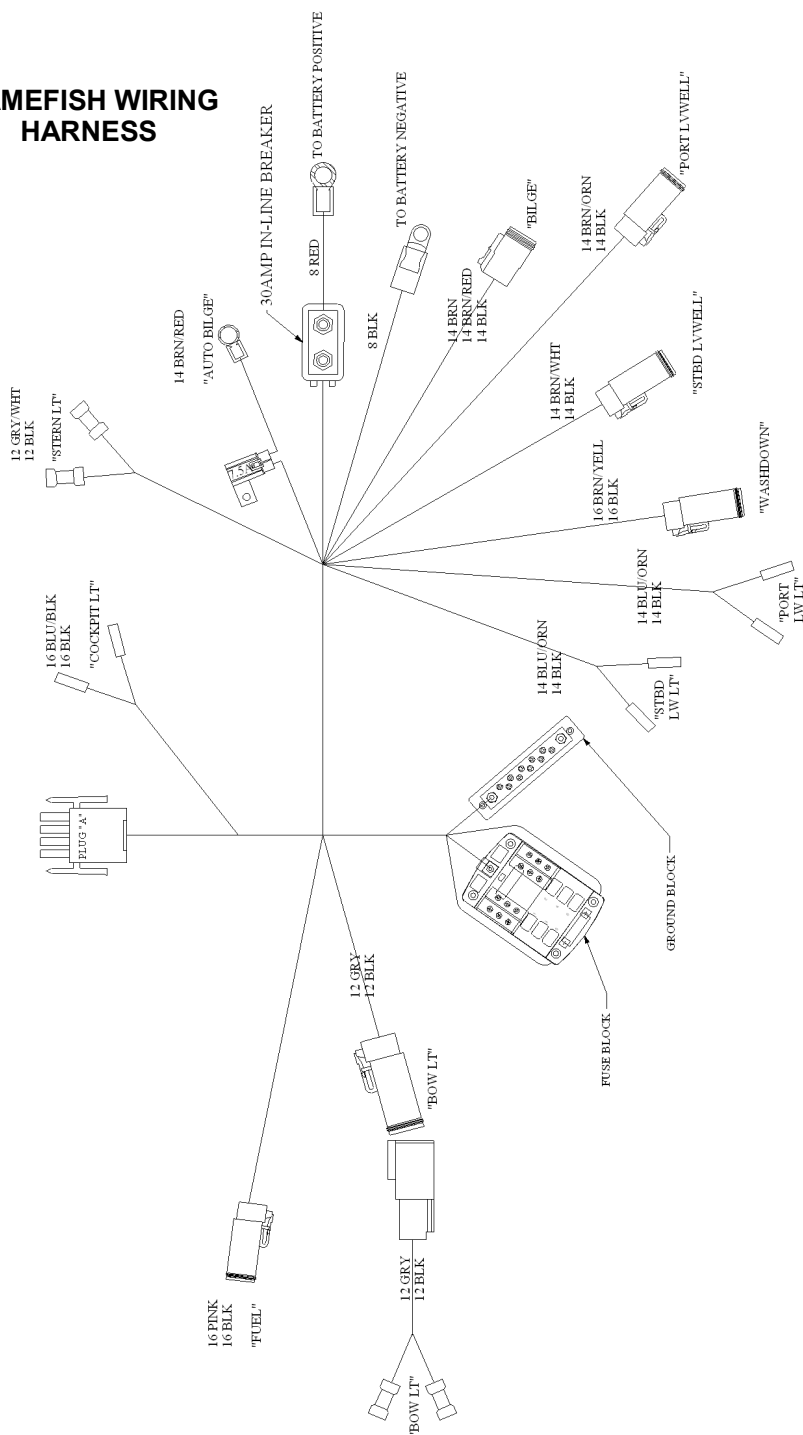 AMEFISH WIRING
HARNESS
TO BATTERY POSITIVE
8 RED
30AMP IN-LINE BREAKER
TO BATTERY NEGATIVE
8 BLK
"BILGE"
14 BRN
14 BRN/RED
14 BLK
14 BRN/ORN
14 BLK
"PORT LVWELL"
14 BRN/WHT
14 BLK
"STBD LVWELL"
16 BRN/YELL
16 BLK
"WASHDOWN"
14 BLU/ORN
14 BLK
"PORT
LW LT"
14 BLU/ORN
14 BLK
"STBD
LW LT"
14 BRN/RED
"AUTO BILGE"
12 GRY/WHT
12 BLK
"STERN LT"
16 BLU/BLK
16 BLK
"COCKPIT LT"
PLUG "A"
GROUND BLOCK
FUSE BLOCK
12 GRY
12 BLK
"BOW LT"
12 GRY
12 BLK
"BOW LT"
16 PINK
16 BLK
"FUEL"